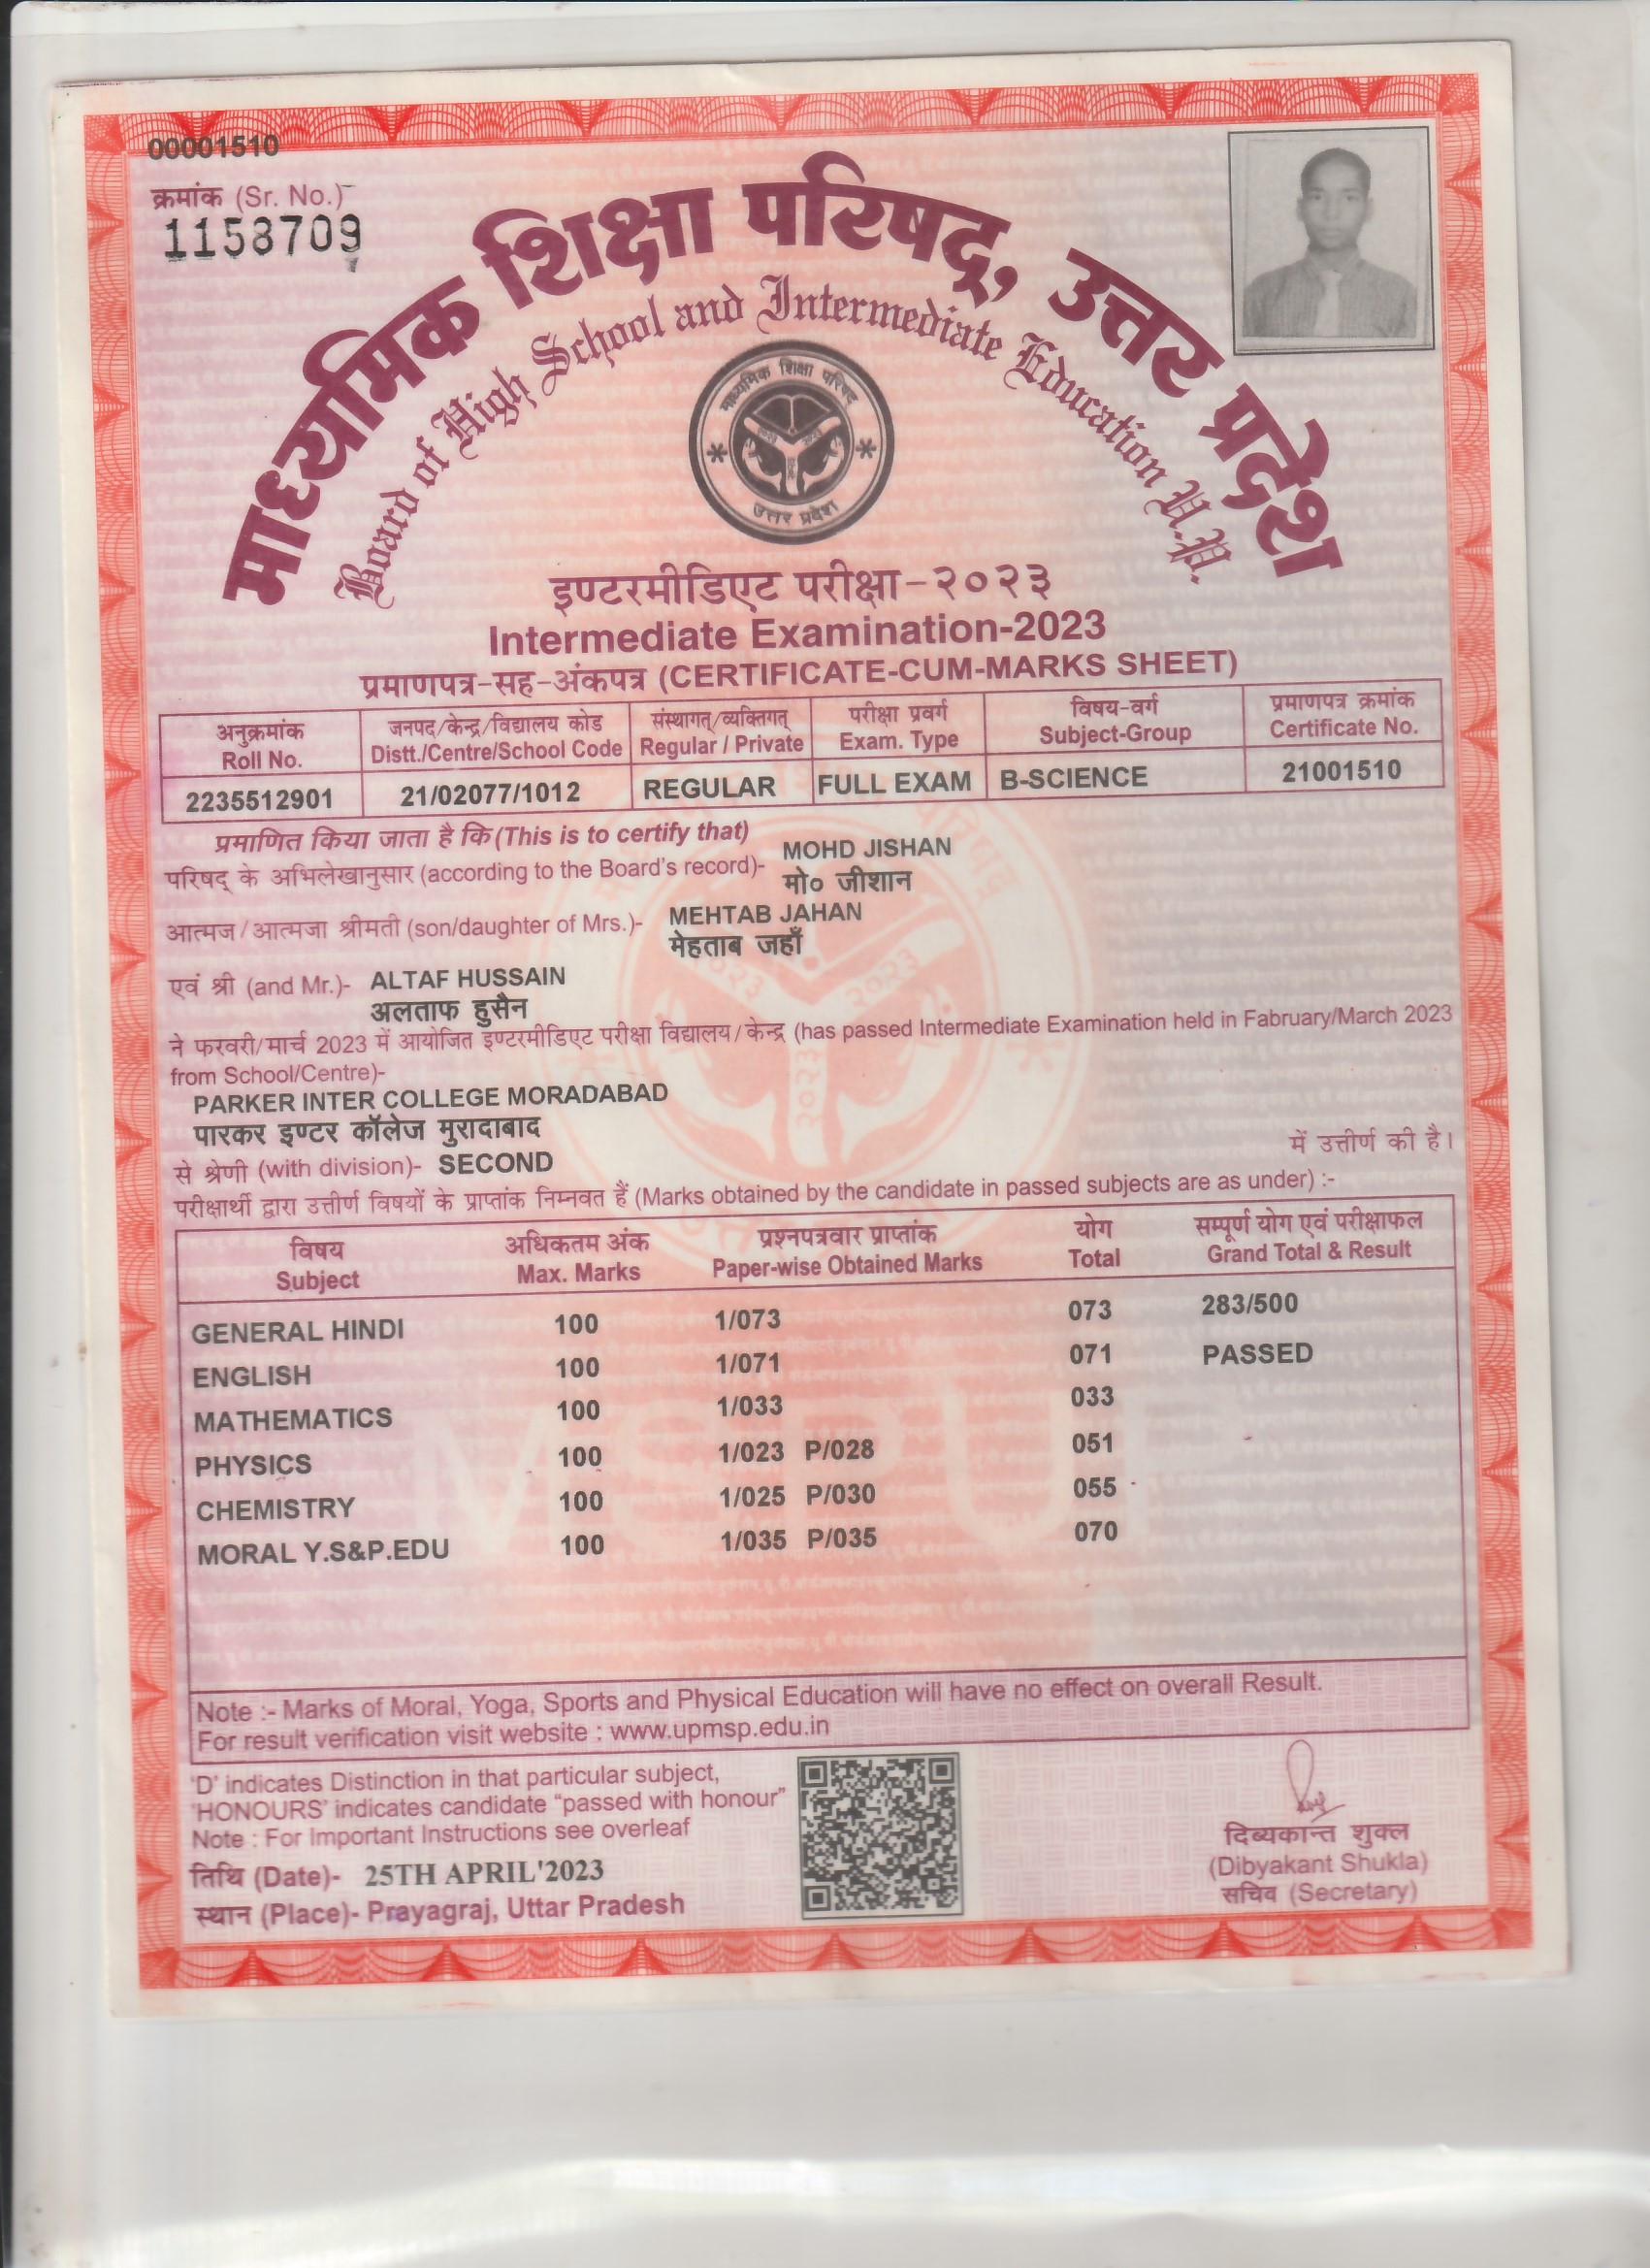 00001510
क्रमांक (Sr. No.)
1158709
माध्यमिक शिक्षा परिषद्, उत्तर प्रदेश
Board of High School and Intermediate Education U.P.
माध्यमिक शिक्षा परिषद्
उत्तर प्रदेश
इण्टरमीडिएट परीक्षा-२०२३
Intermediate Examination-2023
प्रमाणपत्र-सह-अंकपत्र (CERTIFICATE-CUM-MARKS SHEET)
अनुक्रमांक जनपद/केन्द्र/विद्यालय कोड संस्थागत्/व्यक्तिगत् परीक्षा प्रवर्ग विषय-वर्ग प्रमाणपत्र क्रमांक
Roll No. Distt./Centre/School Code Regular / Private Exam. Type Subject-Group Certificate No.
2235512901 21/02077/1012 REGULAR FULL EXAM B-SCIENCE 21001510
प्रमाणित किया जाता है कि (This is to certify that)
परिषद् के अभिलेखानुसार (according to the Board's record)- MOHD JISHAN
मो० जीशान
आत्मज/आत्मजा श्रीमती (son/daughter of Mrs.)- MEHTAB JAHAN
मेहताब जहाँ
एवं श्री (and Mr.)- ALTAF HUSSAIN
अलताफ हुसैन
ने फरवरी/मार्च 2023 में आयोजित इण्टरमीडिएट परीक्षा विद्यालय/केन्द्र (has passed Intermediate Examination held in Fabruary/March 2023
from School/Centre)-
PARKER INTER COLLEGE MORADABAD
पारकर इण्टर कॉलेज मुरादाबाद
में उत्तीर्ण की है।
से श्रेणी (with division)- SECOND
परीक्षार्थी द्वारा उत्तीर्ण विषयों के प्राप्तांक निम्नवत हैं (Marks obtained by the candidate in passed subjects are as under) :-
विषय अधिकतम अंक प्रश्नपत्रवार प्राप्तांक योग सम्पूर्ण योग एवं परीक्षाफल
Subject Max. Marks Paper-wise Obtained Marks Total Grand Total & Result
GENERAL HINDI 100 1/073 073 283/500
ENGLISH 100 1/071 071 PASSED
MATHEMATICS 100 1/033 033
PHYSICS 100 1/023 P/028 051
CHEMISTRY 100 1/025 P/030 055
MORAL Y.S&P.EDU 100 1/035 P/035 070
Note :- Marks of Moral, Yoga, Sports and Physical Education will have no effect on overall Result.
For result verification visit website : www.upmsp.edu.in
'D' indicates Distinction in that particular subject,
'HONOURS' indicates candidate "passed with honour"
Note : For Important Instructions see overleaf
तिथि (Date)- 25TH APRIL'2023
स्थान (Place)- Prayagraj, Uttar Pradesh
दिब्यकान्त शुक्ल
(Dibyakant Shukla)
सचिव (Secretary)